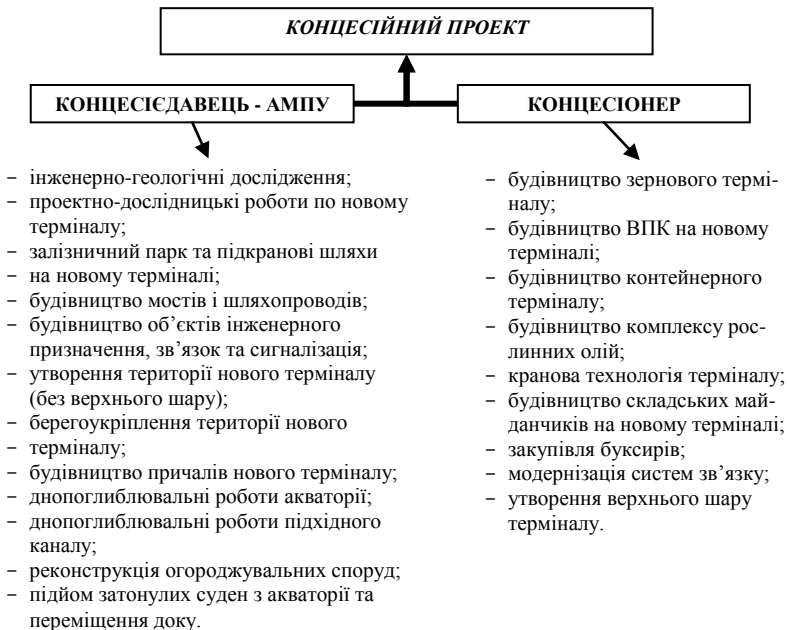 КОНЦЕСІЙНИЙ ПРОЕКТ
КОНЦЕСІЄДАВЕЦЬ - АМПУ
− інженерно-геологічні дослідження;
− проектно-дослідницькі роботи по новому
терміналу;
− залізничний парк та підкранові шляхи
− на новому терміналі;
− будівництво мостів і шляхопроводів;
− будівництво об’єктів інженерного
призначення, зв’язок та сигналізація;
− утворення території нового терміналу
(без верхнього шару);
− берегоукріплення території нового
− терміналу;
− будівництво причалів нового терміналу;
− днопоглиблювальні роботи акваторії;
− днопоглиблювальні роботи підхідного
каналу;
− реконструкція огороджувальних споруд;
− підйом затонулих суден з акваторії та
переміщення доку.
КОНЦЕСІОНЕР
− будівництво зернового термі-
налу;
− будівництво ВПК на новому
терміналі;
− будівництво контейнерного
терміналу;
− будівництво комплексу рос-
линних олій;
− кранова технологія терміналу;
− будівництво складських май-
данчиків на новому терміналі;
− закупівля буксирів;
− модернізація систем зв’язку;
− утворення верхнього шару
терміналу.